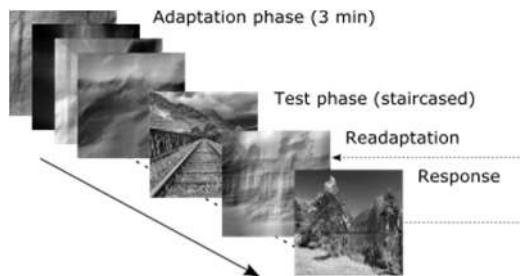 Adaptation phase (3 min)
Test phase (staircased)
Readaptation
Response